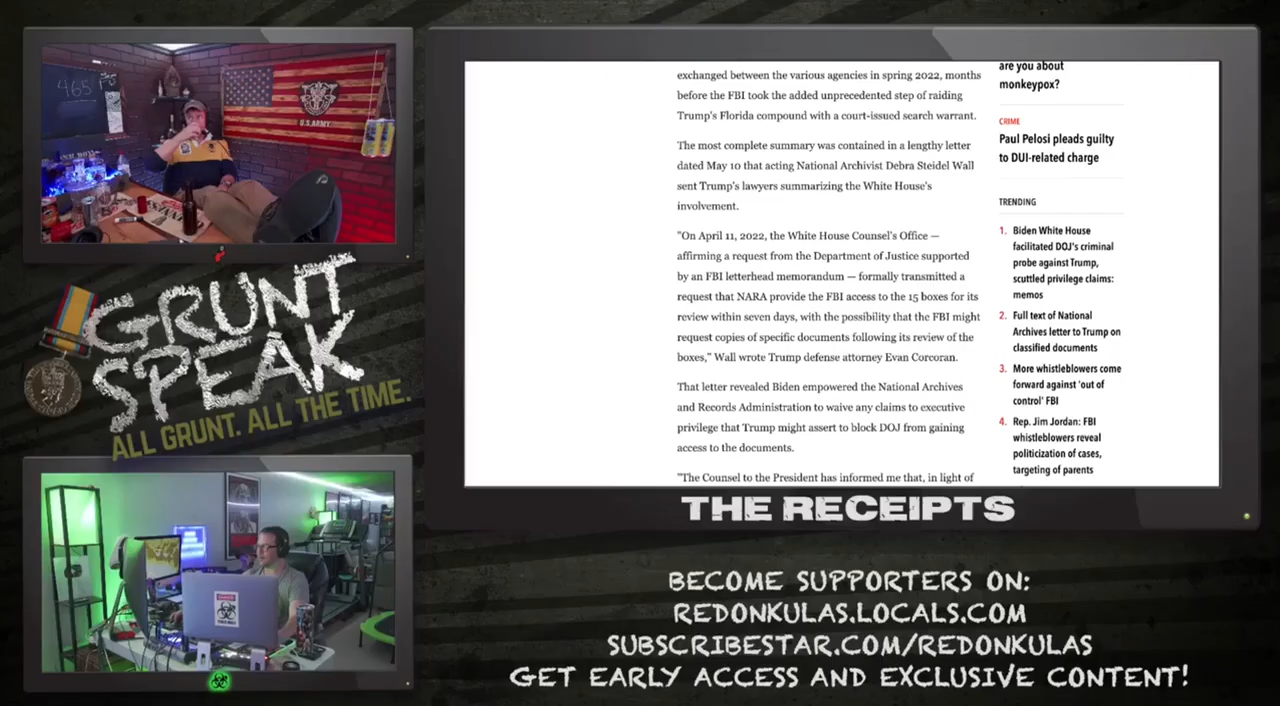 465
U.S. ARMY
GRUNT
SPEAK
ALL GRUNT. ALL THE TIME.
exchanged between the various agencies in spring 2022, months
before the FBI took the added unprecedented step of raiding
Trump's Florida compound with a court-issued search warrant.
The most complete summary was contained in a lengthy letter
dated May 10 that acting National Archivist Debra Steidel Wall
sent Trump's lawyers summarizing the White House's
involvement.
"On April 11, 2022, the White House Counsel's Office —
affirming a request from the Department of Justice supported
by an FBI letterhead memorandum — formally transmitted a
request that NARA provide the FBI access to the 15 boxes for its
review within seven days, with the possibility that the FBI might
request copies of specific documents following its review of the
boxes," Wall wrote Trump defense attorney Evan Corcoran.
That letter revealed Biden empowered the National Archives
and Records Administration to waive any claims to executive
privilege that Trump might assert to block DOJ from gaining
access to the documents.
"The Counsel to the President has informed me that, in light of
are you about
monkeypox?
CRIME
Paul Pelosi pleads guilty
to DUI-related charge
TRENDING
1. Biden White House
facilitated DOJ's criminal
probe against Trump,
scuttled privilege claims:
memos
2. Full text of National
Archives letter to Trump on
classified documents
3. More whistleblowers come
forward against 'out of
control' FBI
4. Rep. Jim Jordan: FBI
whistleblowers reveal
politicization of cases,
targeting of parents
THE RECEIPTS
BECOME SUPPORTERS ON:
REDONKULAS.LOCALS.COM
SUBSCRIBESTAR.COM/REDONKULAS
GET EARLY ACCESS AND EXCLUSIVE CONTENT!